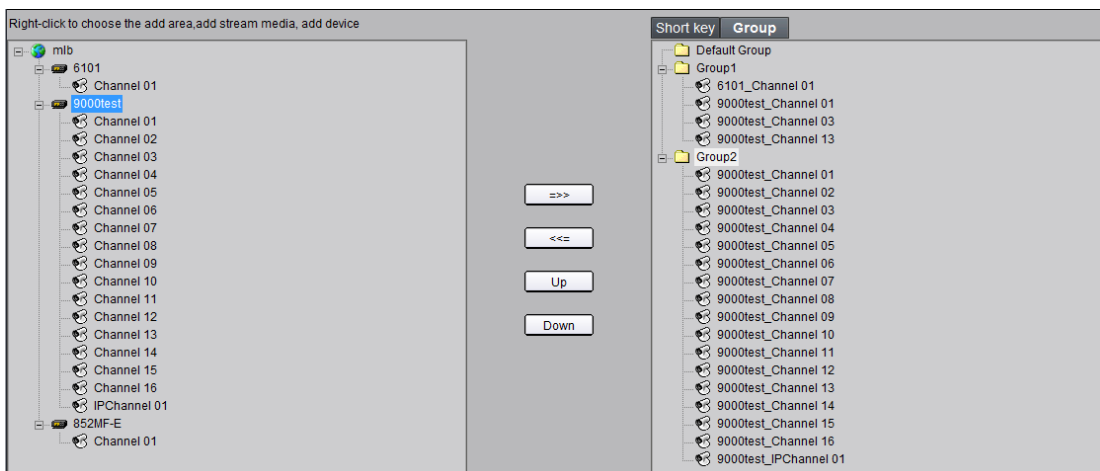 Right-click to choose the add area,add stream media, add device
mlb
6101
Channel 01
9000test
Channel 01
Channel 02
Channel 03
Channel 04
Channel 05
Channel 06
Channel 07
Channel 08
Channel 09
Channel 10
Channel 11
Channel 12
Channel 13
Channel 14
Channel 15
Channel 16
IPChannel 01
852MF-E
Channel 01
=>>
<<=
Up
Down
Short key Group
Default Group
Group1
6101_Channel 01
9000test_Channel 01
9000test_Channel 03
9000test_Channel 13
Group2
9000test_Channel 01
9000test_Channel 02
9000test_Channel 03
9000test_Channel 04
9000test_Channel 05
9000test_Channel 06
9000test_Channel 07
9000test_Channel 08
9000test_Channel 09
9000test_Channel 10
9000test_Channel 11
9000test_Channel 12
9000test_Channel 13
9000test_Channel 14
9000test_Channel 15
9000test_Channel 16
9000test_IPChannel 01